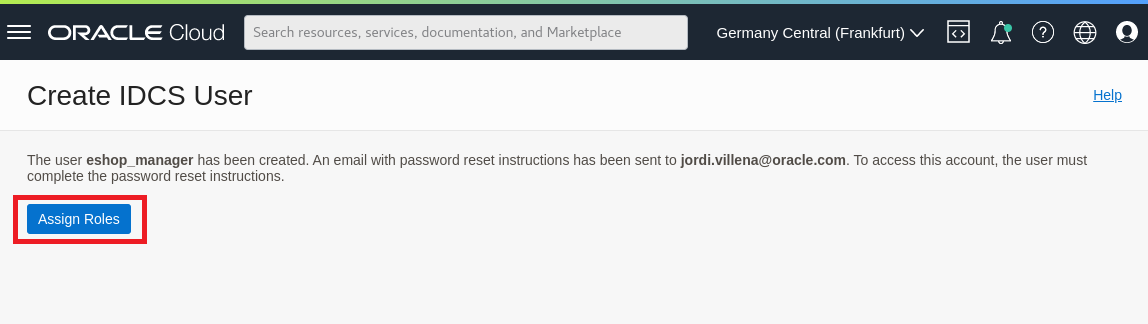 ORACLE Cloud
Search resources, services, documentation, and Marketplace
Germany Central (Frankfurt)
Create IDCS User
Help
The user eshop_manager has been created. An email with password reset instructions has been sent to jordi.villena@oracle.com. To access this account, the user must
complete the password reset instructions.
Assign Roles